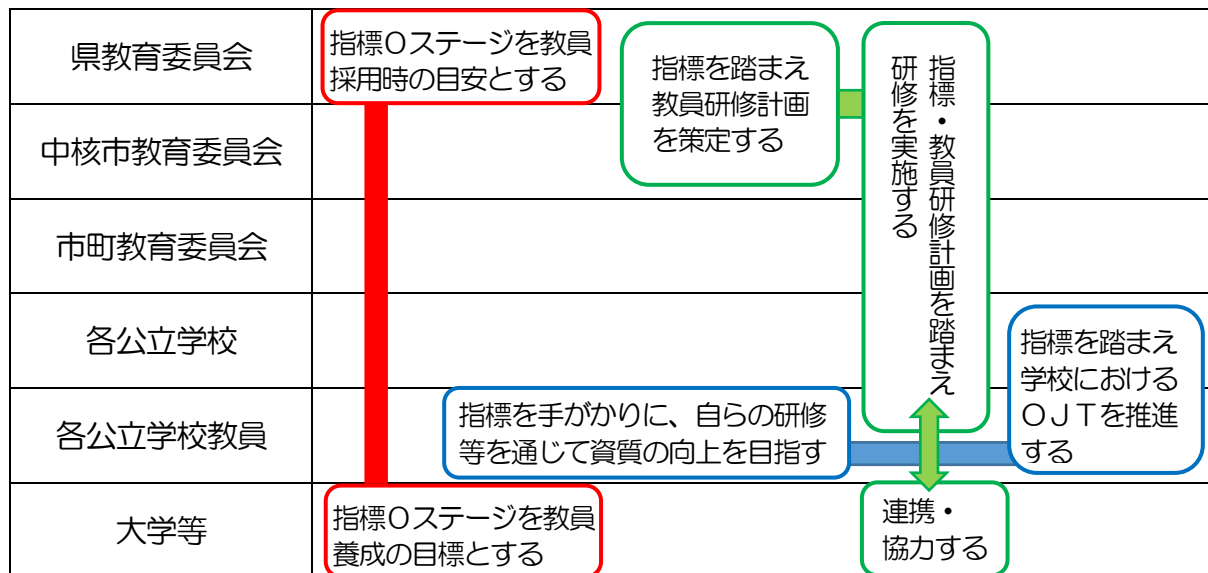 県教育委員会
指標0ステージを教員
採用時の目安とする
指標を踏まえ
教員研修計画
を策定する
指標・教員研修計画を踏まえ
研修を実施する
中核市教育委員会
市町教育委員会
各公立学校
指標を踏まえ
学校における
ＯＪＴを推進
する
各公立学校教員
指標を手がかりに、自らの研修
等を通じて資質の向上を目指す
大学等
指標0ステージを教員
養成の目標とする
連携・
協力する